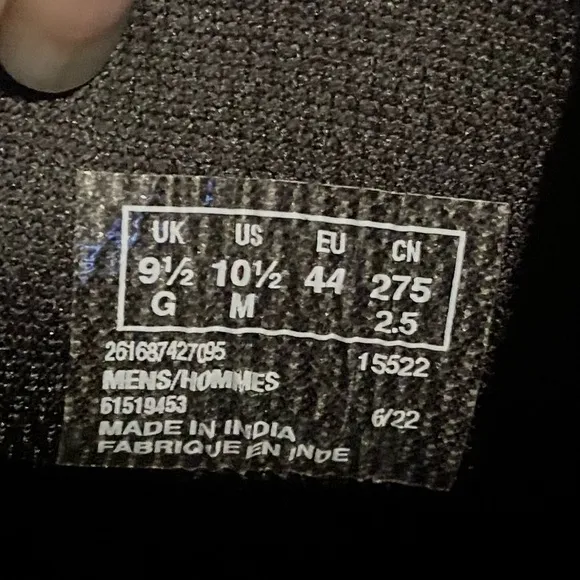 UK US EU CN
9½ 10½ 44 275
G M 2.5
261687427095 15522
MENS/HOMMES
61519453 6/22
MADE IN INDIA
FABRIQUE EN INDE